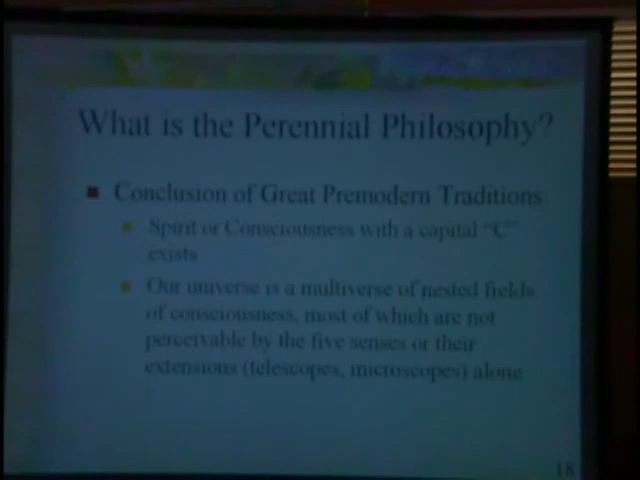 What is the Perennial Philosophy?
Conclusion of Great Premodern Traditions
Spirit or Consciousness with a capital "C"
exists
Our universe is a multiverse of nested fields
of consciousness, most of which are not
percervable by the five senses or their
extensions (telescopes, microscopes) alone
18